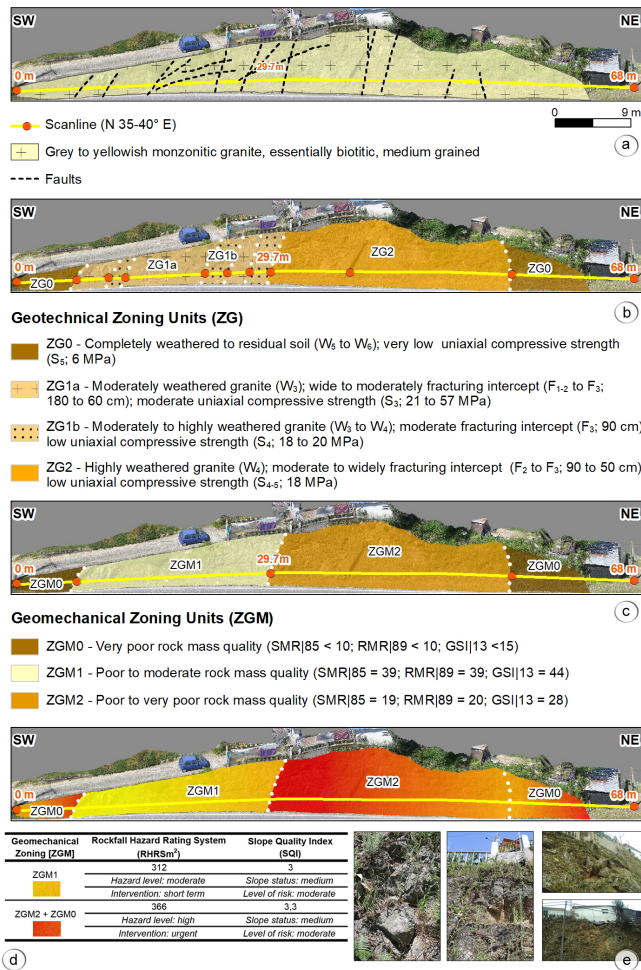 SW
NE
0 m
29.7m
68 m
Scanline (N 35-40° E)
0
9 m
Grey to yellowish monzonitic granite, essentially biotitic, medium grained
a
Faults
SW
NE
0 m
ZG0
ZG1a
ZG1b
29.7m
ZG2
ZG0
68 m
b
Geotechnical Zoning Units (ZG)
ZG0 - Completely weathered to residual soil (W5 to W6); very low uniaxial compressive strength
(S5; 6 MPa)
ZG1a - Moderately weathered granite (W3); wide to moderately fracturing intercept (F1-2 to F3;
180 to 60 cm); moderate uniaxial compressive strength (S3; 21 to 57 MPa)
ZG1b - Moderately to highly weathered granite (W3 to W4); moderate fracturing intercept (F3; 90 cm)
low uniaxial compressive strength (S4; 18 to 20 MPa)
ZG2 - Highly weathered granite (W4); moderate to widely fracturing intercept (F2 to F3; 90 to 50 cm)
low uniaxial compressive strength (S4-5; 18 MPa)
SW
NE
0 m
ZGM0
ZGM1
29.7m
ZGM2
ZGM0
68 m
c
Geomechanical Zoning Units (ZGM)
ZGM0 - Very poor rock mass quality (SMR|85 < 10; RMR|89 < 10; GSI|13 <15)
ZGM1 - Poor to moderate rock mass quality (SMR|85 = 39; RMR|89 = 39; GSI|13 = 44)
ZGM2 - Poor to very poor rock mass quality (SMR|85 = 19; RMR|89 = 20; GSI|13 = 28)
SW
NE
ZGM0
ZGM1
ZGM2
ZGM0
Geomechanical Zoning [ZGM]
Rockfall Hazard Rating System (RHRSm²)
Slope Quality Index (SQI)
ZGM1
312
3
Hazard level: moderate
Slope status: medium
Intervention: short term
Level of risk: moderate
ZGM2 + ZGM0
366
3,3
Hazard level: high
Slope status: medium
Intervention: urgent
Level of risk: moderate
d
e